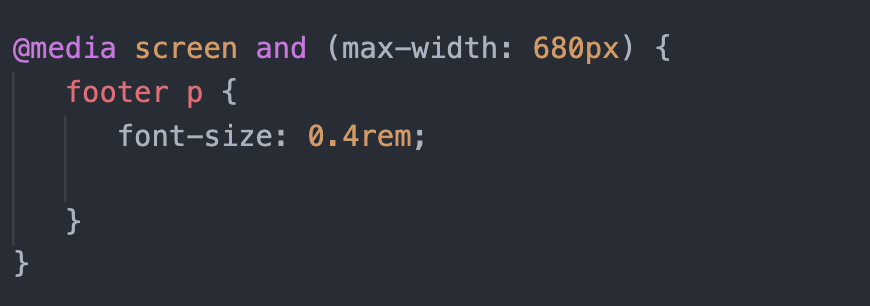 @media screen and (max-width: 680px) {
footer p {
font-size: 0.4rem;
}
}